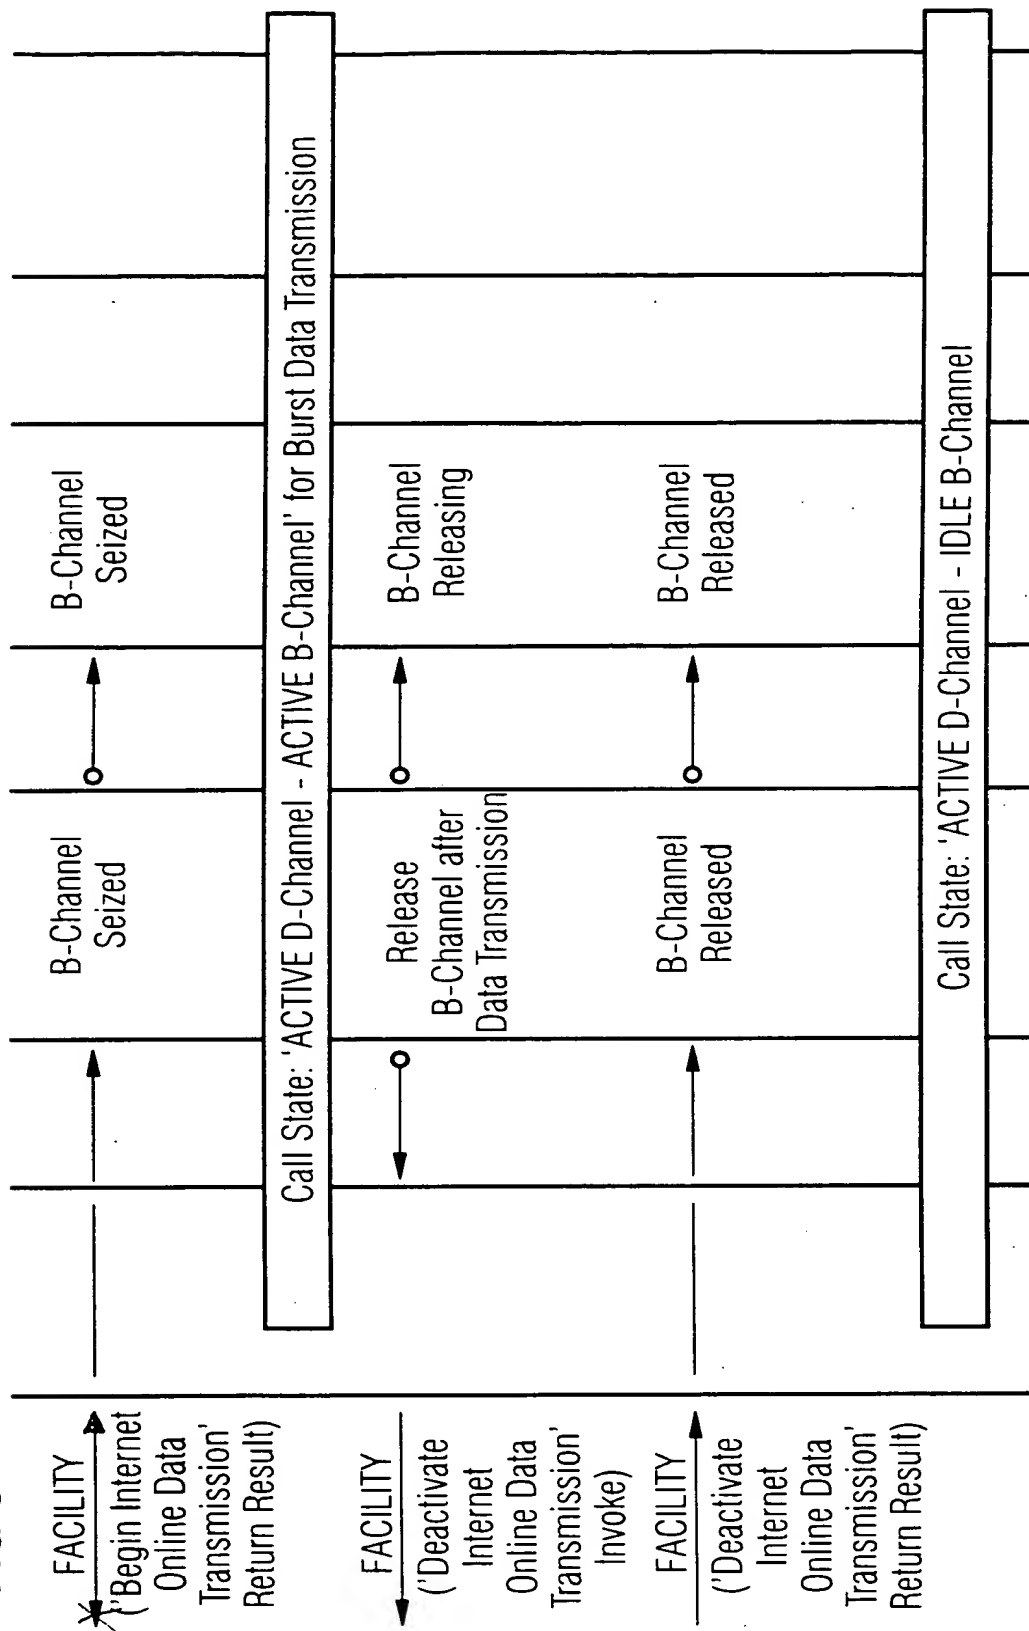 FACILITY
('Begin Internet
Online Data
Transmission'
Return Result)
B-Channel
Seized
B-Channel
Seized
Call State: 'ACTIVE D-Channel - ACTIVE B-Channel' for Burst Data Transmission
FACILITY
('Deactivate
Internet
Online Data
Transmission'
Invoke)
Release
B-Channel after
Data Transmission
B-Channel
Releasing
FACILITY
('Deactivate
Internet
Online Data
Transmission'
Return Result)
B-Channel
Released
B-Channel
Released
Call State: 'ACTIVE D-Channel - IDLE B-Channel